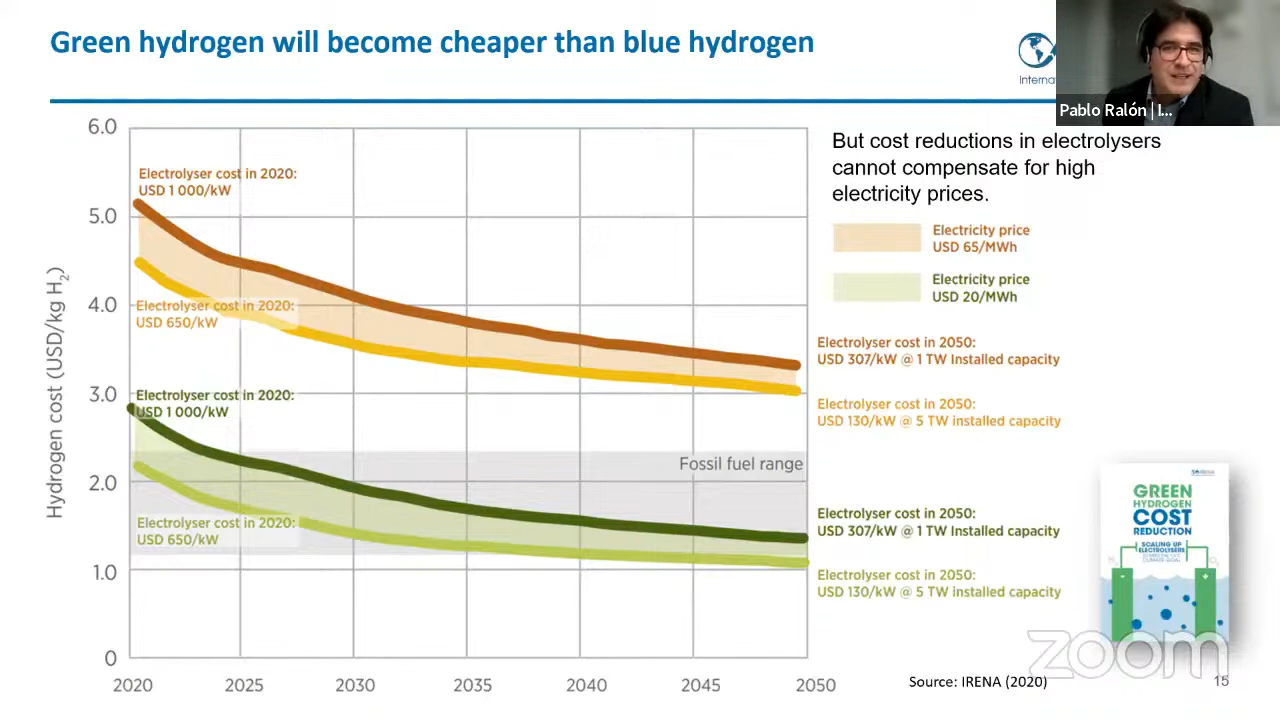 Green hydrogen will become cheaper than blue hydrogen
Internat
Pablo Ralón | I...
But cost reductions in electrolysers
cannot compensate for high
electricity prices.
Electricity price
USD 65/MWh
Electricity price
USD 20/MWh
Hydrogen cost (USD/kg H₂)
6.0
5.0
4.0
3.0
2.0
1.0
0
Electrolyser cost in 2020:
USD 1 000/kW
Electrolyser cost in 2020:
USD 650/kW
Electrolyser cost in 2020:
USD 1 000/kW
Fossil fuel range
Electrolyser cost in 2020:
USD 650/kW
Electrolyser cost in 2050:
USD 307/kW @ 1 TW Installed capacity
Electrolyser cost in 2050:
USD 130/kW @ 5 TW installed capacity
Electrolyser cost in 2050:
USD 307/kW @ 1 TW Installed capacity
Electrolyser cost in 2050:
USD 130/kW @ 5 TW installed capacity
2020
2025
2030
2035
2040
2045
2050
IRENA
GREEN
HYDROGEN
COST
REDUCTION
SCALING UP
ELECTROLYSERS
CLIMATE GOAL
zoom
Source: IRENA (2020)
15